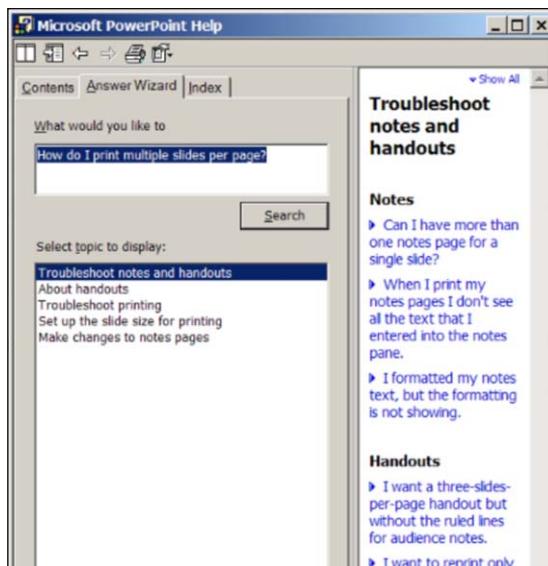 Microsoft PowerPoint Help
Contents Answer Wizard Index
What would you like to
How do I print multiple slides per page?
Search
Select topic to display:
Troubleshoot notes and handouts
About handouts
Troubleshoot printing
Set up the slide size for printing
Make changes to notes pages
Show All
Troubleshoot
notes and
handouts
Notes
Can I have more than
one notes page for a
single slide?
When I print my
notes pages I don't see
all the text that I
entered into the notes
pane.
I formatted my notes
text, but the formatting
is not showing.
Handouts
I want a three-slides-
per-page handout but
without the ruled lines
for audience notes.
I want to reprint only